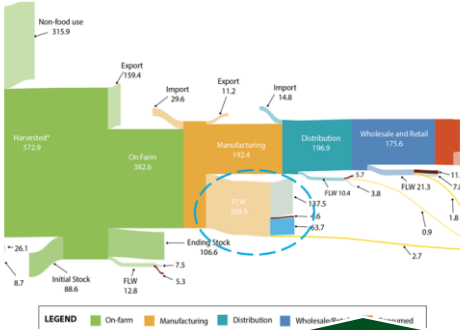 Non-food use
315.9
Export
159.4
Import
29.6
Export
11.2
Import
14.8
Harvested*
572.9
On Farm
382.6
Manufacturing
192.4
Distribution
196.9
Wholesale and Retail
175.6
FLW
137.5
4.6
63.7
5.7
FLW 10.4
3.8
FLW 21.3
11.
7.
1.8
0.9
2.7
26.1
8.7
Initial Stock
88.6
Ending Stock
106.6
FLW
12.8
7.5
5.3
LEGEND
On-farm
Manufacturing
Distribution